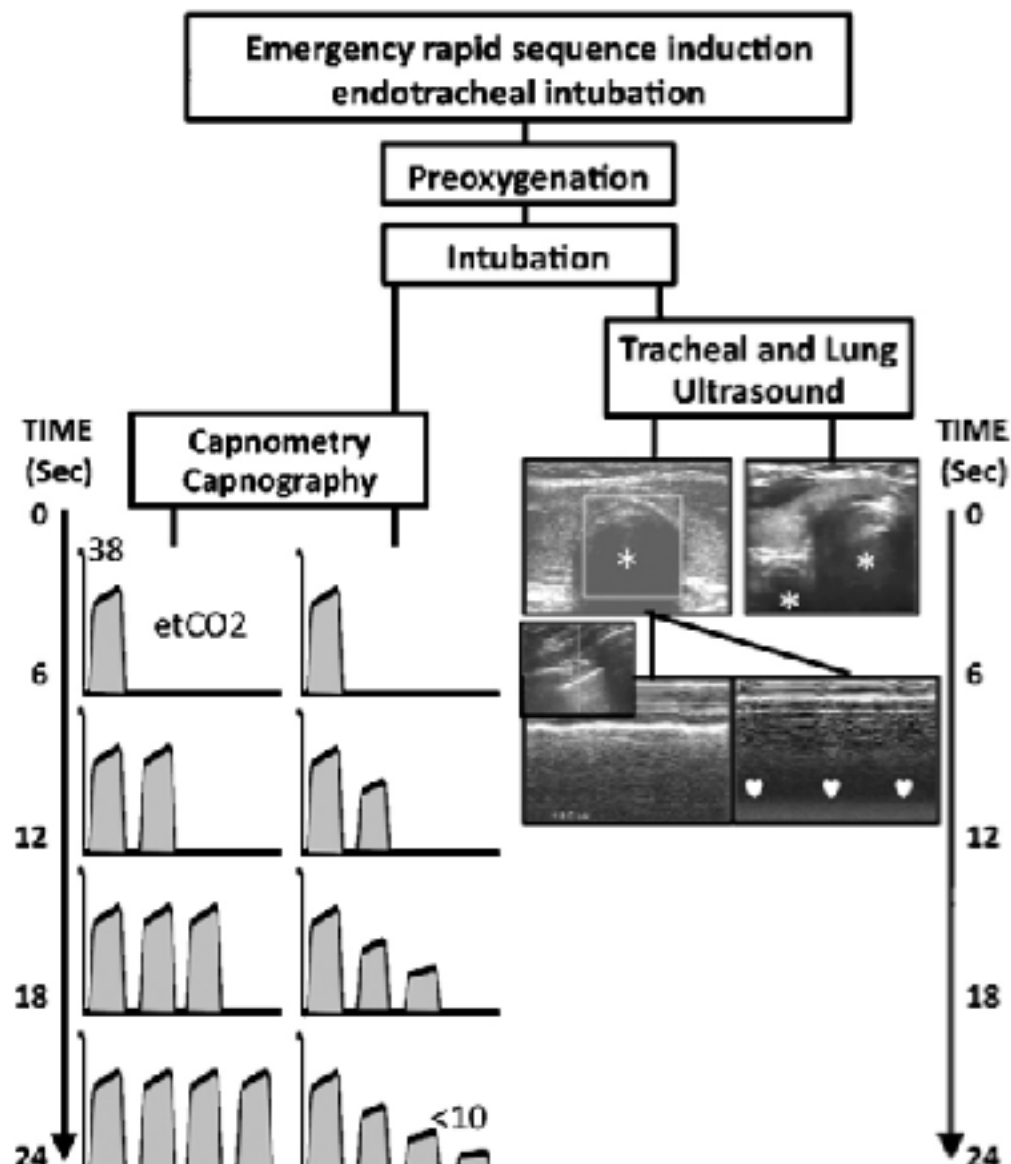 Emergency rapid sequence induction
endotracheal intubation
Preoxygenation
Intubation
Tracheal and Lung
Ultrasound
Capnometry
Capnography
TIME
(Sec)
0
6
12
18
24
38
etCO2
<10
*
*
*
TIME
(Sec)
0
6
12
18
24